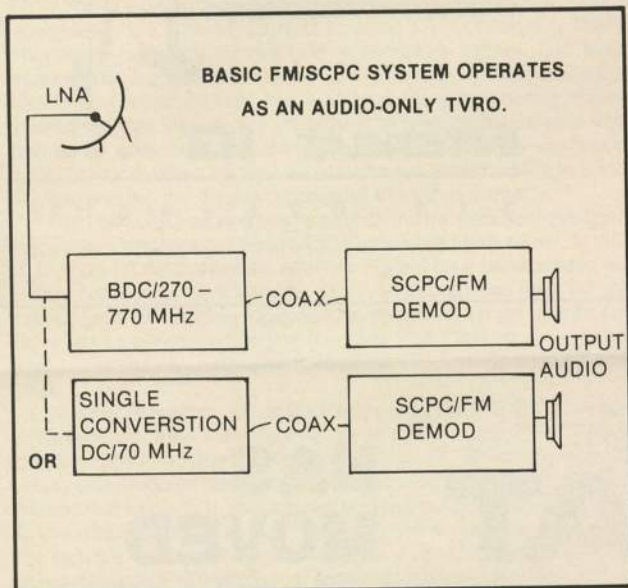 BASIC FM/SCPC SYSTEM OPERATES
AS AN AUDIO-ONLY TVRO.
LNA
BDC/270 –
770 MHz
COAX
SCPC/FM
DEMOD
OUTPUT
AUDIO
SINGLE
CONVERSTION
DC/70 MHz
COAX
SCPC/FM
DEMOD
OR
MOVED